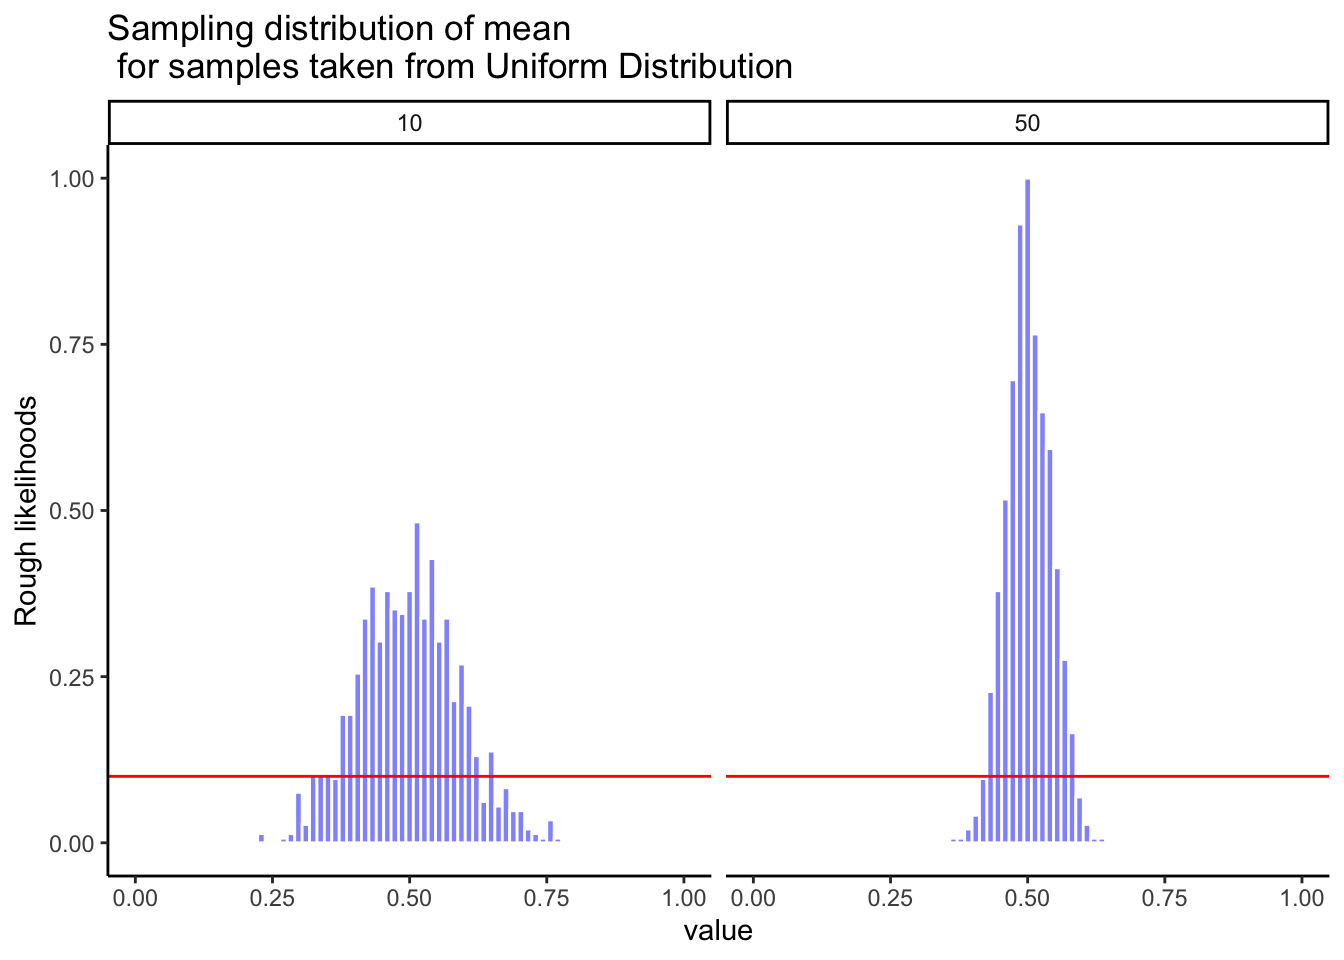 Sampling distribution of mean
for samples taken from Uniform Distribution
10
50
Rough likelihoods
1.00
0.75
0.50
0.25
0.00
0.00 0.25 0.50 0.75 1.00
0.00 0.25 0.50 0.75 1.00
value